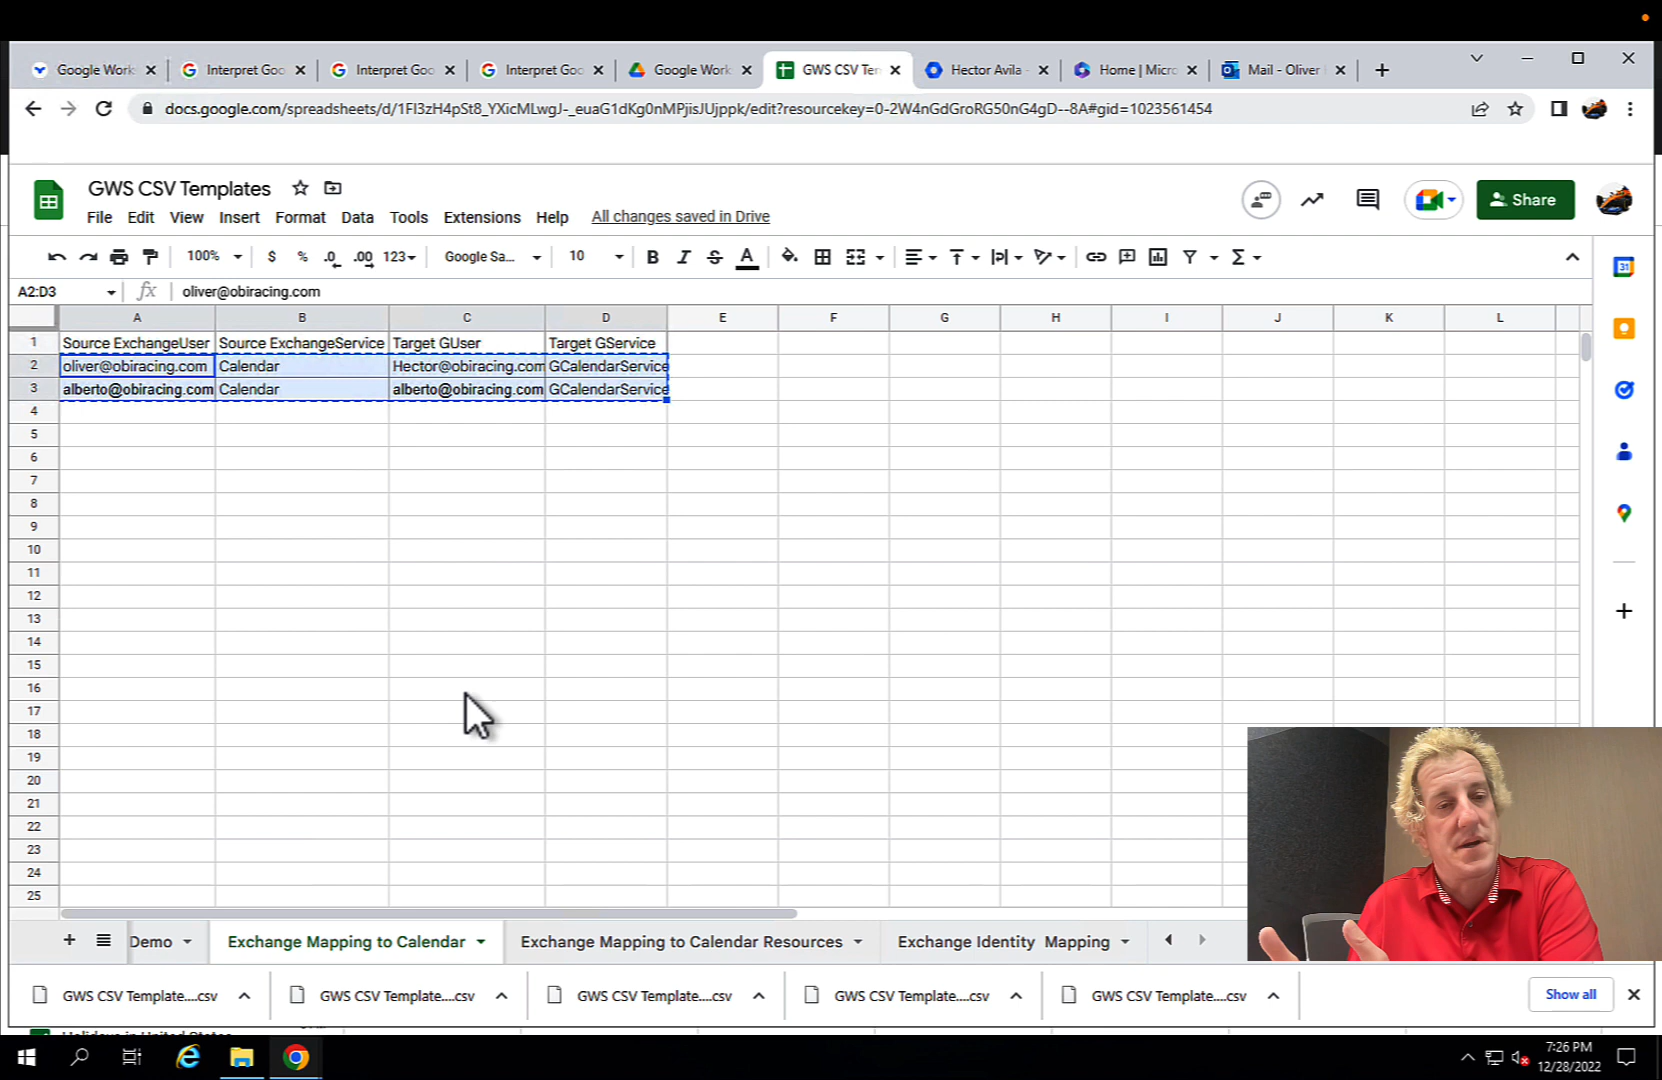 Google Work
Interpret Goo
Interpret Goo
Interpret Goo
Google Work
GWS CSV Ten
Hector Avila -
Home | Micro
Mail - Oliver
docs.google.com/spreadsheets/d/1FI3zH4pSt8_YXicMLwgJ-_euaG1dKg0nMPjisJUjppk/edit?resourcekey=0-2W4nGdGroRG50nG4gD--8A#gid=1023561454
GWS CSV Templates
File Edit View Insert Format Data Tools Extensions Help All changes saved in Drive
Share
100% $ % .0 .00 123 Google Sa... 10 B I S A
31
A2:D3 fx oliver@obiracing.com
A B C D E F G H I J K L
1 Source ExchangeUser Source ExchangeService Target GUser Target GService
2 oliver@obiracing.com Calendar Hector@obiracing.com GCalendarService
3 alberto@obiracing.com Calendar alberto@obiracing.com GCalendarService
4
5
6
7
8
9
10
11
12
13
14
15
16
17
18
19
20
21
22
23
24
25
Demo Exchange Mapping to Calendar Exchange Mapping to Calendar Resources Exchange Identity Mapping
GWS CSV Template....csv GWS CSV Template....csv GWS CSV Template....csv GWS CSV Template....csv GWS CSV Template....csv Show all
Holidays in United States
7:26 PM
12/28/2022